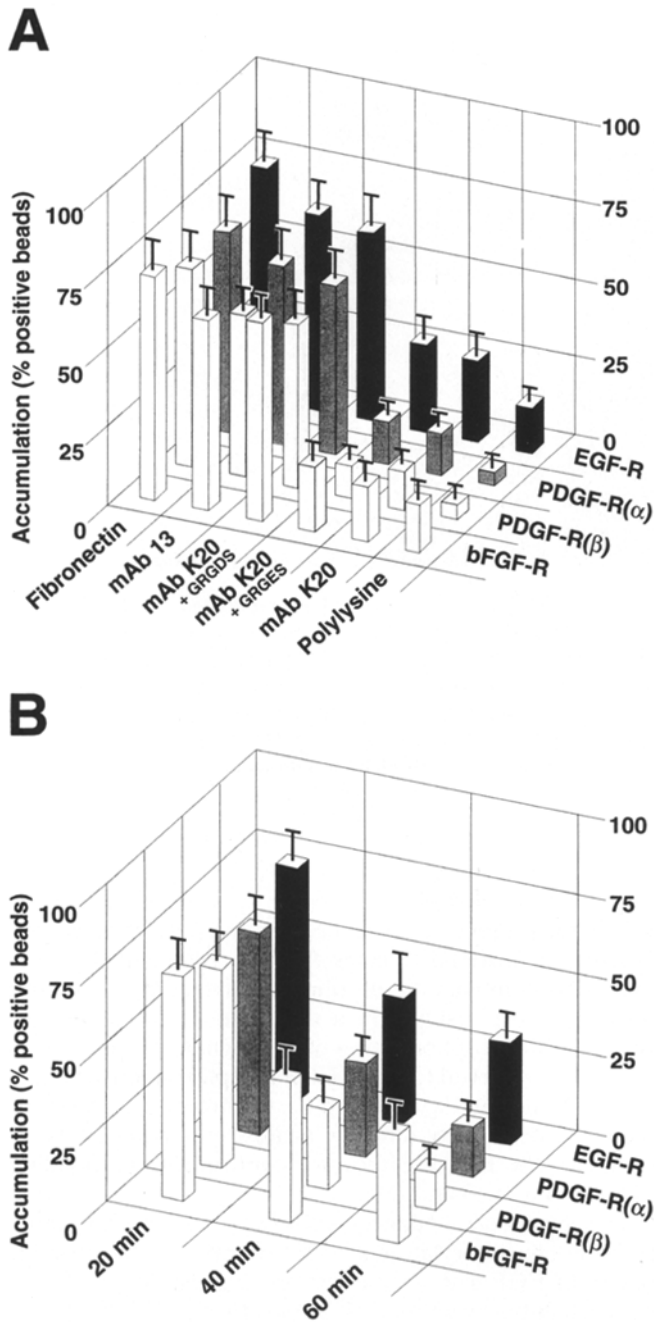 A
Accumulation (% positive beads)
100
75
50
25
0
100
75
50
25
0
Fibronectin
mAb 13
mAb K20
+ GRGDS
mAb K20
+ GRGES
mAb K20
Polylysine
EGF-R
PDGF-R(α)
PDGF-R(β)
bFGF-R
B
Accumulation (% positive beads)
100
75
50
25
0
100
75
50
25
0
20 min
40 min
60 min
EGF-R
PDGF-R(α)
PDGF-R(β)
bFGF-R